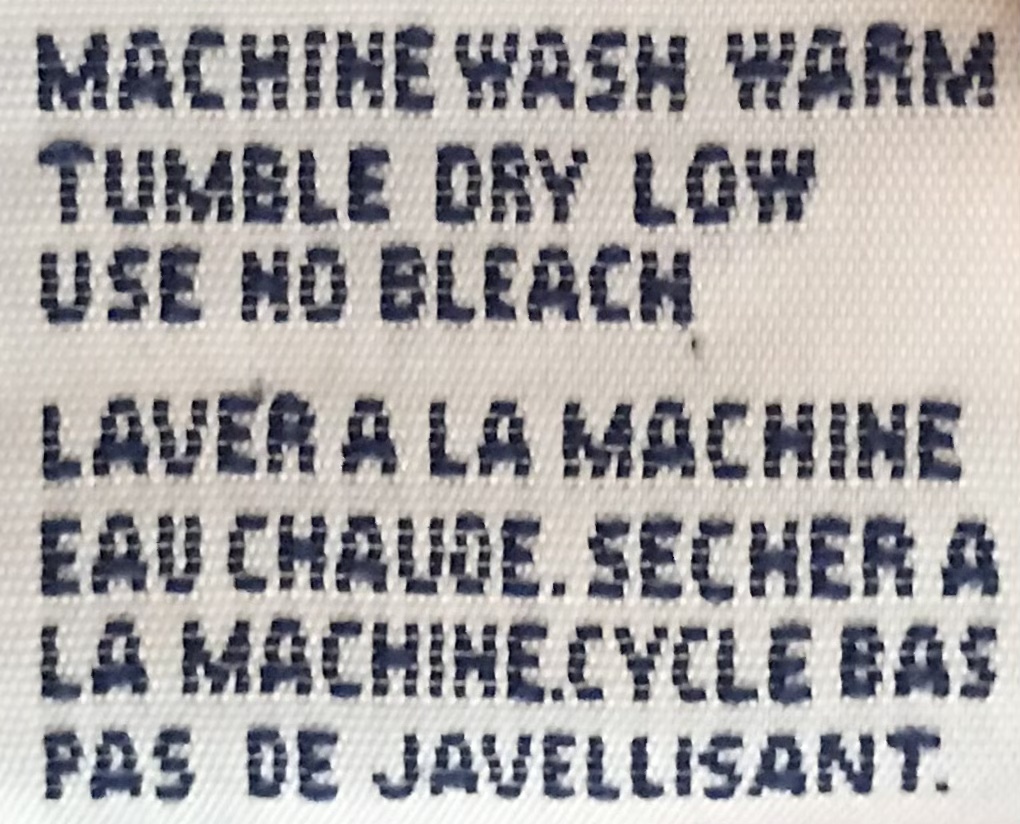 MACHINE WASH WARM
TUMBLE DRY LOW
USE NO BLEACH
LAVER A LA MACHINE
EAU CHAUDE. SECHER A
LA MACHINE.CYCLE BAS
PAS DE JAVELLISANT.